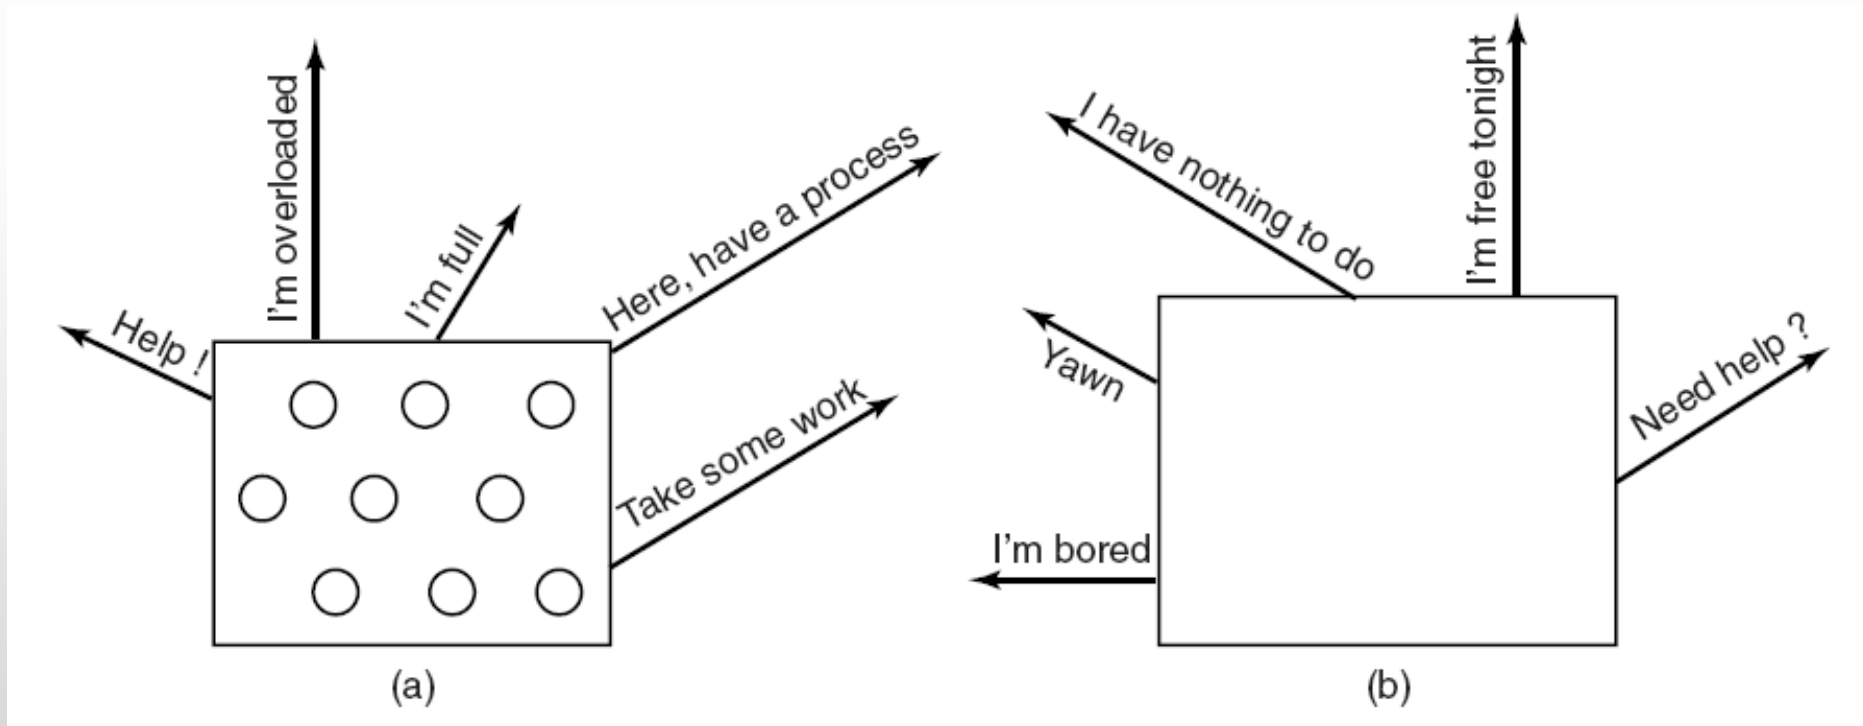 I'm overloaded
I'm full
Here, have a process
Help !
Take some work
(a)
I have nothing to do
I'm free tonight
Yawn
Need help ?
I'm bored
(b)